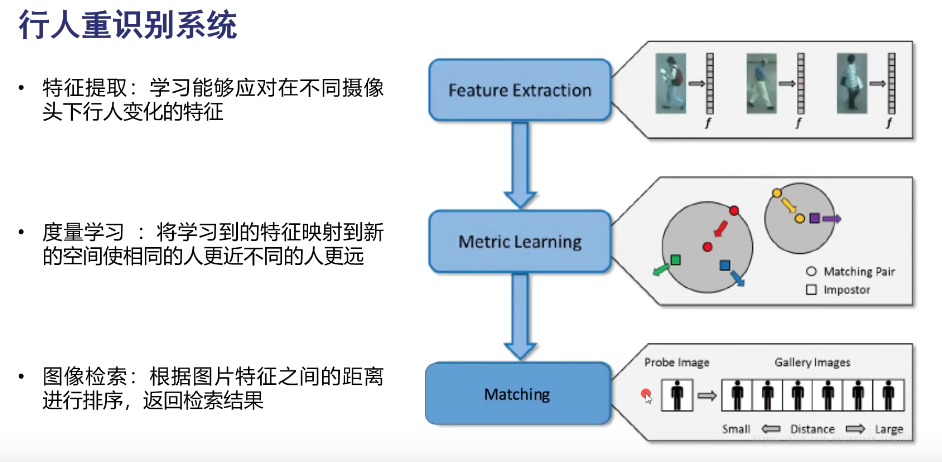 行人重识别系统
• 特征提取：学习能够应对在不同摄像
头下行人变化的特征
Feature Extraction
f
f
f
• 度量学习 ：将学习到的特征映射到新
的空间使相同的人更近不同的人更远
Metric Learning
Matching Pair
Impostor
• 图像检索：根据图片特征之间的距离
进行排序，返回检索结果
Matching
Probe Image
Gallery Images
Small
Distance
Large